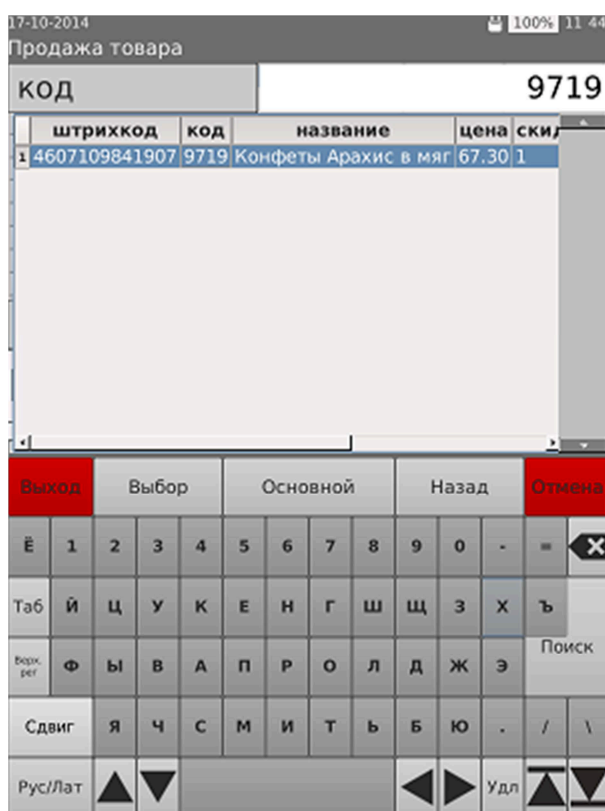 17-10-2014 100% 11 44
Продажа товара
код 9719
штрихкод код название цена
1 4607109841907 9719 Конфеты Арахис в мяг 67.30 1
Выход Выбор Основной Назад Отмена
Ё 1 2 3 4 5 6 7 8 9 0 - =
Таб Й Ц У К Е Н Г Ш Щ З Х Ъ
Поиск
Верх. рег Ф Ы В А П Р О Л Д Ж Э
Сдвиг Я Ч С М И Т Ь Б Ю . / \
Рус/Лат Удл